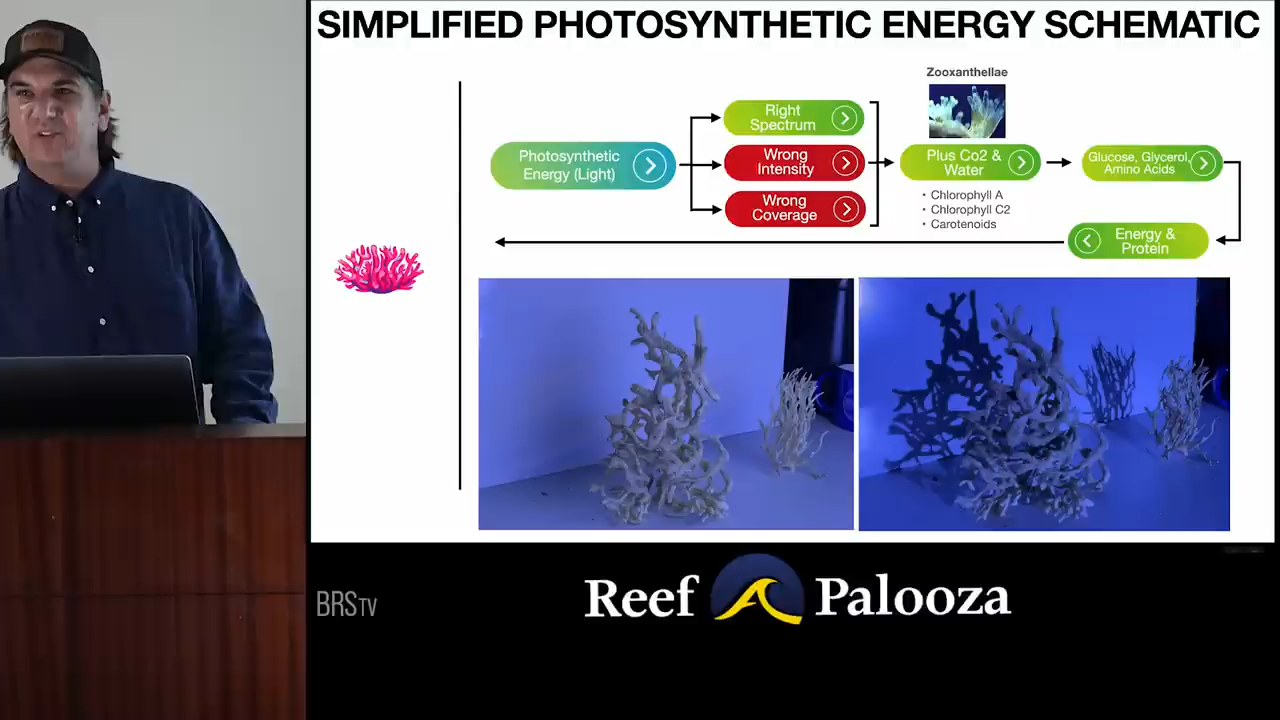 SIMPLIFIED PHOTOSYNTHETIC ENERGY SCHEMATIC
Zooxanthellae
Photosynthetic
Energy (Light)
Right
Spectrum
Wrong
Intensity
Wrong
Coverage
Plus Co2 &
Water
• Chlorophyll A
• Chlorophyll C2
• Carotenoids
Glucose, Glycerol,
Amino Acids
Energy &
Protein
BRSTV
Reef Palooza